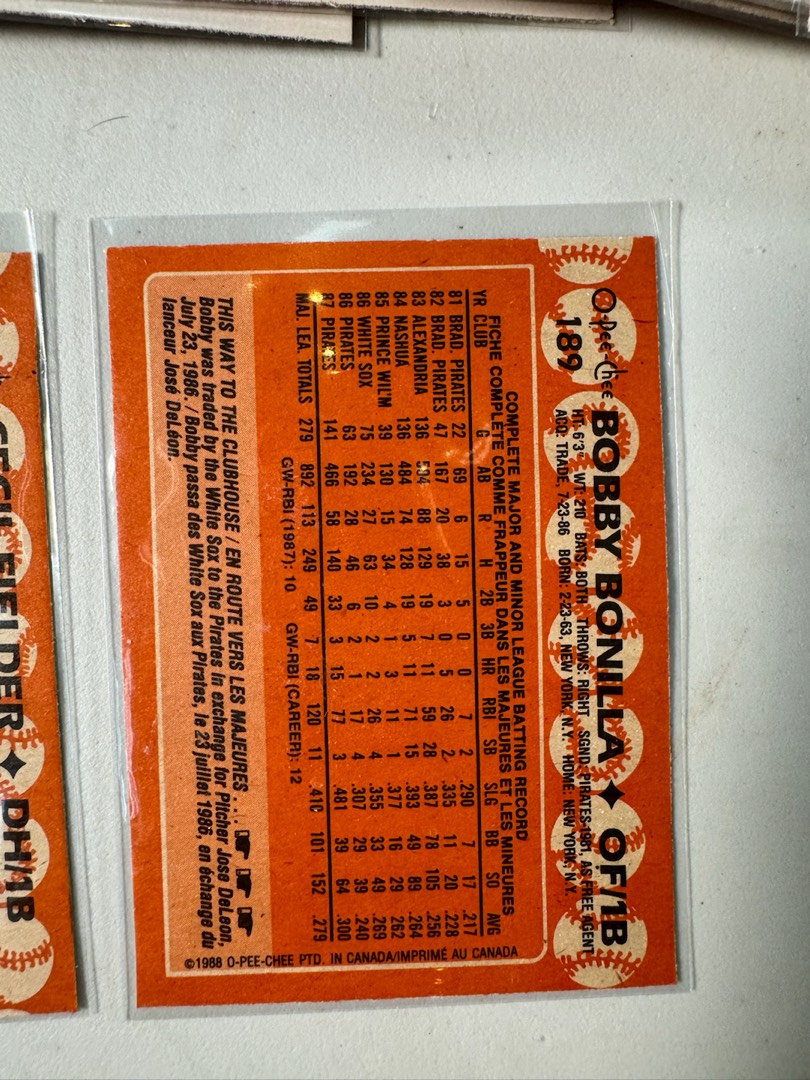 O-Pee-Chee
189
BOBBY BONILLA ♦ OF/1B
HT: 6'3" WT: 210 BATS: BOTH THROWS: RIGHT SGND: PIRATES-1981, AS FREE AGENT
ACQ: TRADE, 7-23-86 BORN 2-23-63, NEW YORK, N.Y. HOME: NEW YORK, N.Y.
COMPLETE MAJOR AND MINOR LEAGUE BATTING RECORD
FICHE COMPLÈTE COMME FRAPPEUR DANS LES MAJEURES ET LES MINEURES
YR CLUB G AB R H 2B 3B HR RBI SB SLG BB SO AVG
81 BRAD. PIRATES 22 69 6 15 5 0 0 7 2 .290 7 17 .217
82 BRAD. PIRATES 47 167 20 38 3 0 5 26 2 .335 11 20 .228
83 ALEXANDRIA 136 504 88 129 19 7 11 59 28 .387 78 105 .256
84 NASHUA 136 484 74 128 19 5 11 71 15 .393 49 89 .264
85 PRINCE WIL'M 39 130 15 34 4 1 3 11 1 .377 16 29 .262
86 WHITE SOX 75 234 27 63 10 2 2 26 4 .355 33 49 .269
86 PIRATES 63 192 28 46 6 2 1 17 4 .307 29 39 .240
87 PIRATES 141 466 58 140 33 3 15 77 3 .481 39 64 .300
MAJ. LEA. TOTALS 279 892 113 249 49 7 18 120 11 .410 101 152 .279
GW-RBI (1987): 10 GW-RBI (CAREER): 12
THIS WAY TO THE CLUBHOUSE / EN ROUTE VERS LES MAJEURES . . .
Bobby was traded by the White Sox to the Pirates in exchange for Pitcher Jose DeLeon,
July 23, 1986. / Bobby passa des White Sox aux Pirates, le 23 juillet 1986, en échange du
lanceur José DeLéon.
©1988 O-PEE-CHEE PTD. IN CANADA/IMPRIMÉ AU CANADA
CECIL FIELDER ♦ DH/1B